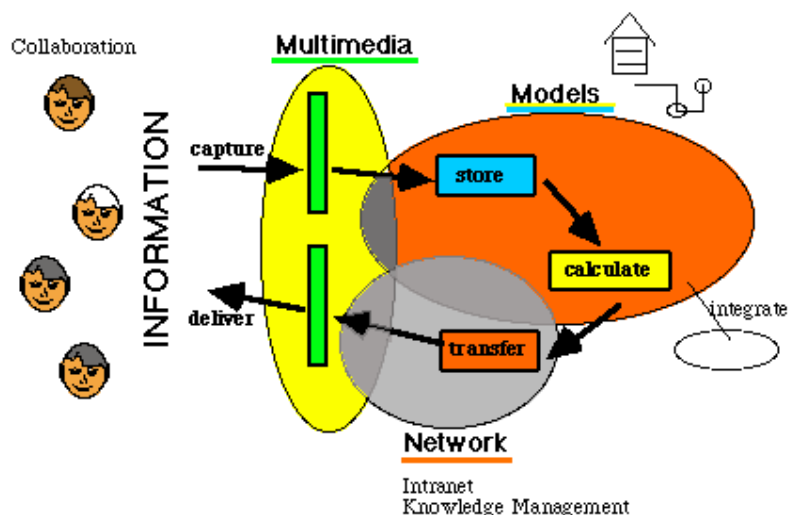 Collaboration
Multimedia
Models
INFORMATION
capture
store
calculate
integrate
deliver
transfer
Network
Intranet
Knowledge Management